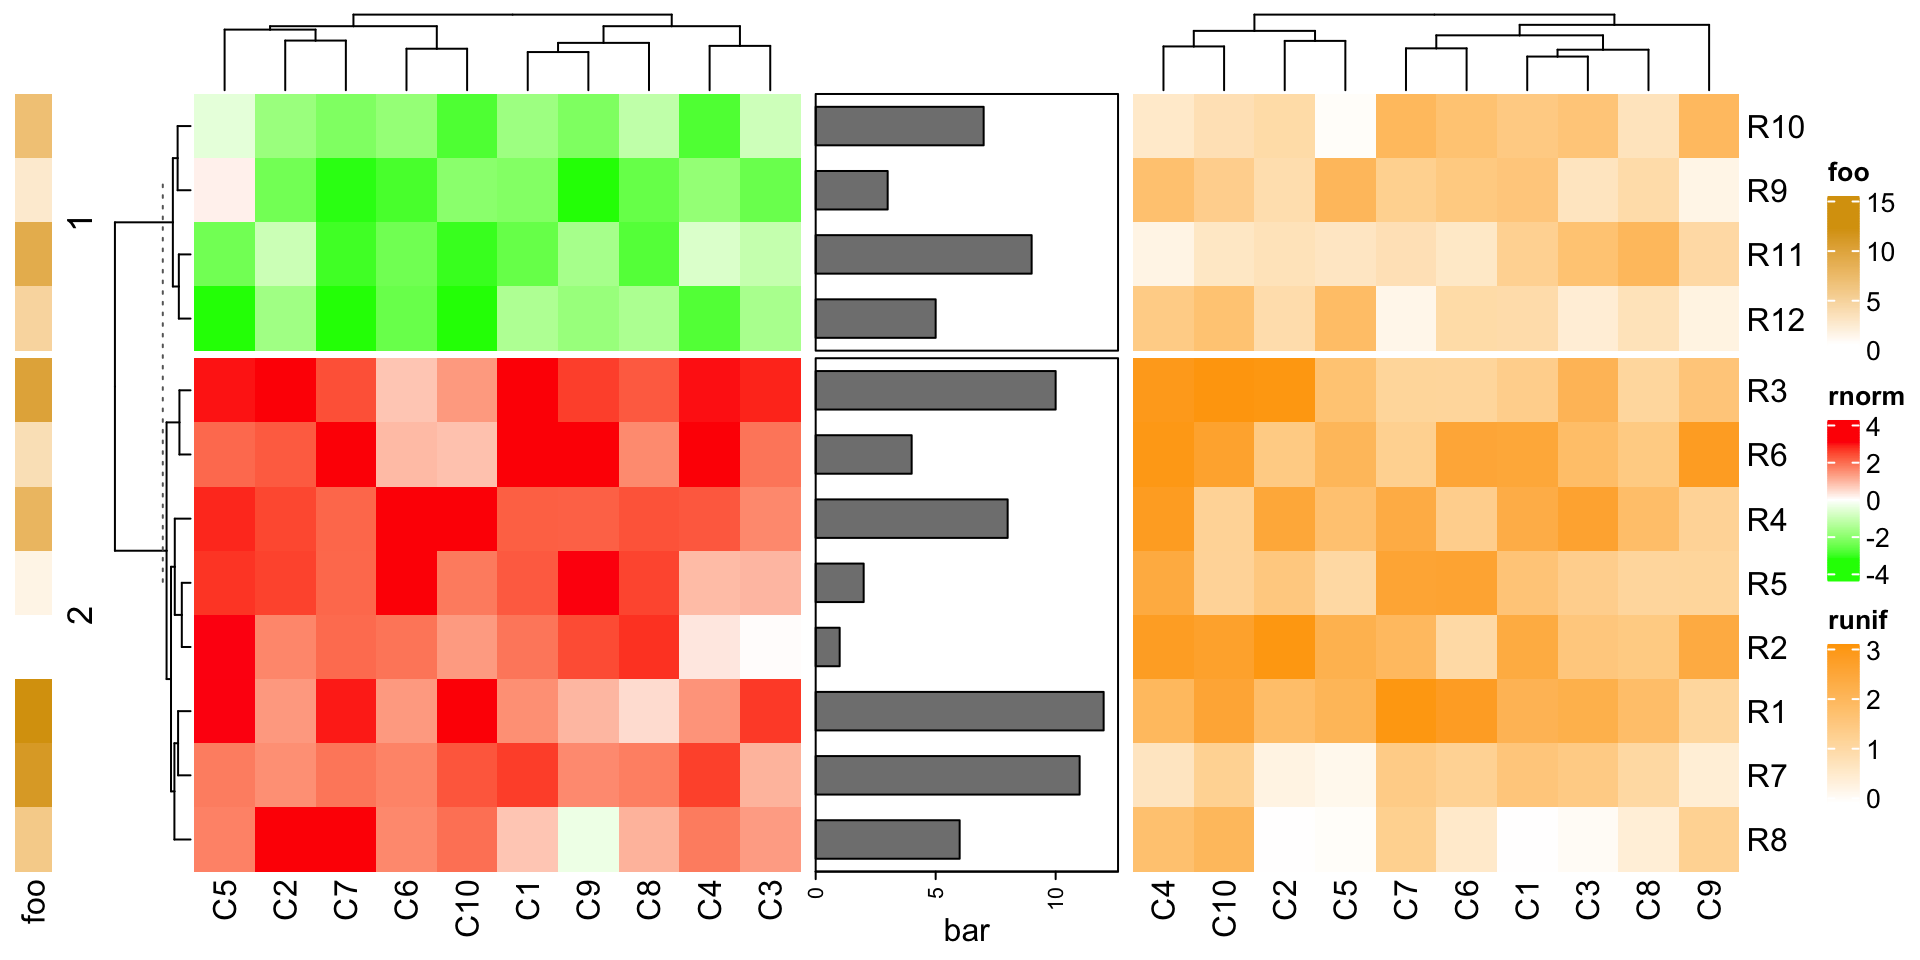 1
2
foo
C5 C2 C7 C6 C10 C1 C9 C8 C4 C3
0 5 10
bar
C4 C10 C2 C5 C7 C6 C1 C3 C8 C9
R10
R9
R11
R12
R3
R6
R4
R5
R2
R1
R7
R8
foo
15
10
5
0
rnorm
4
2
0
-2
-4
runif
3
2
1
0